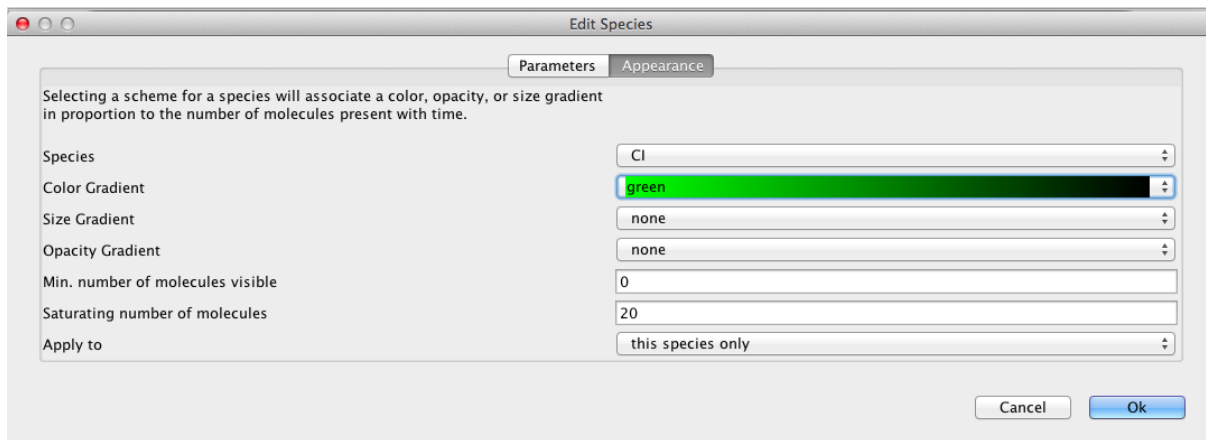 Edit Species
Parameters Appearance
Selecting a scheme for a species will associate a color, opacity, or size gradient
in proportion to the number of molecules present with time.
Species CI
Color Gradient green
Size Gradient none
Opacity Gradient none
Min. number of molecules visible 0
Saturating number of molecules 20
Apply to this species only
Cancel Ok